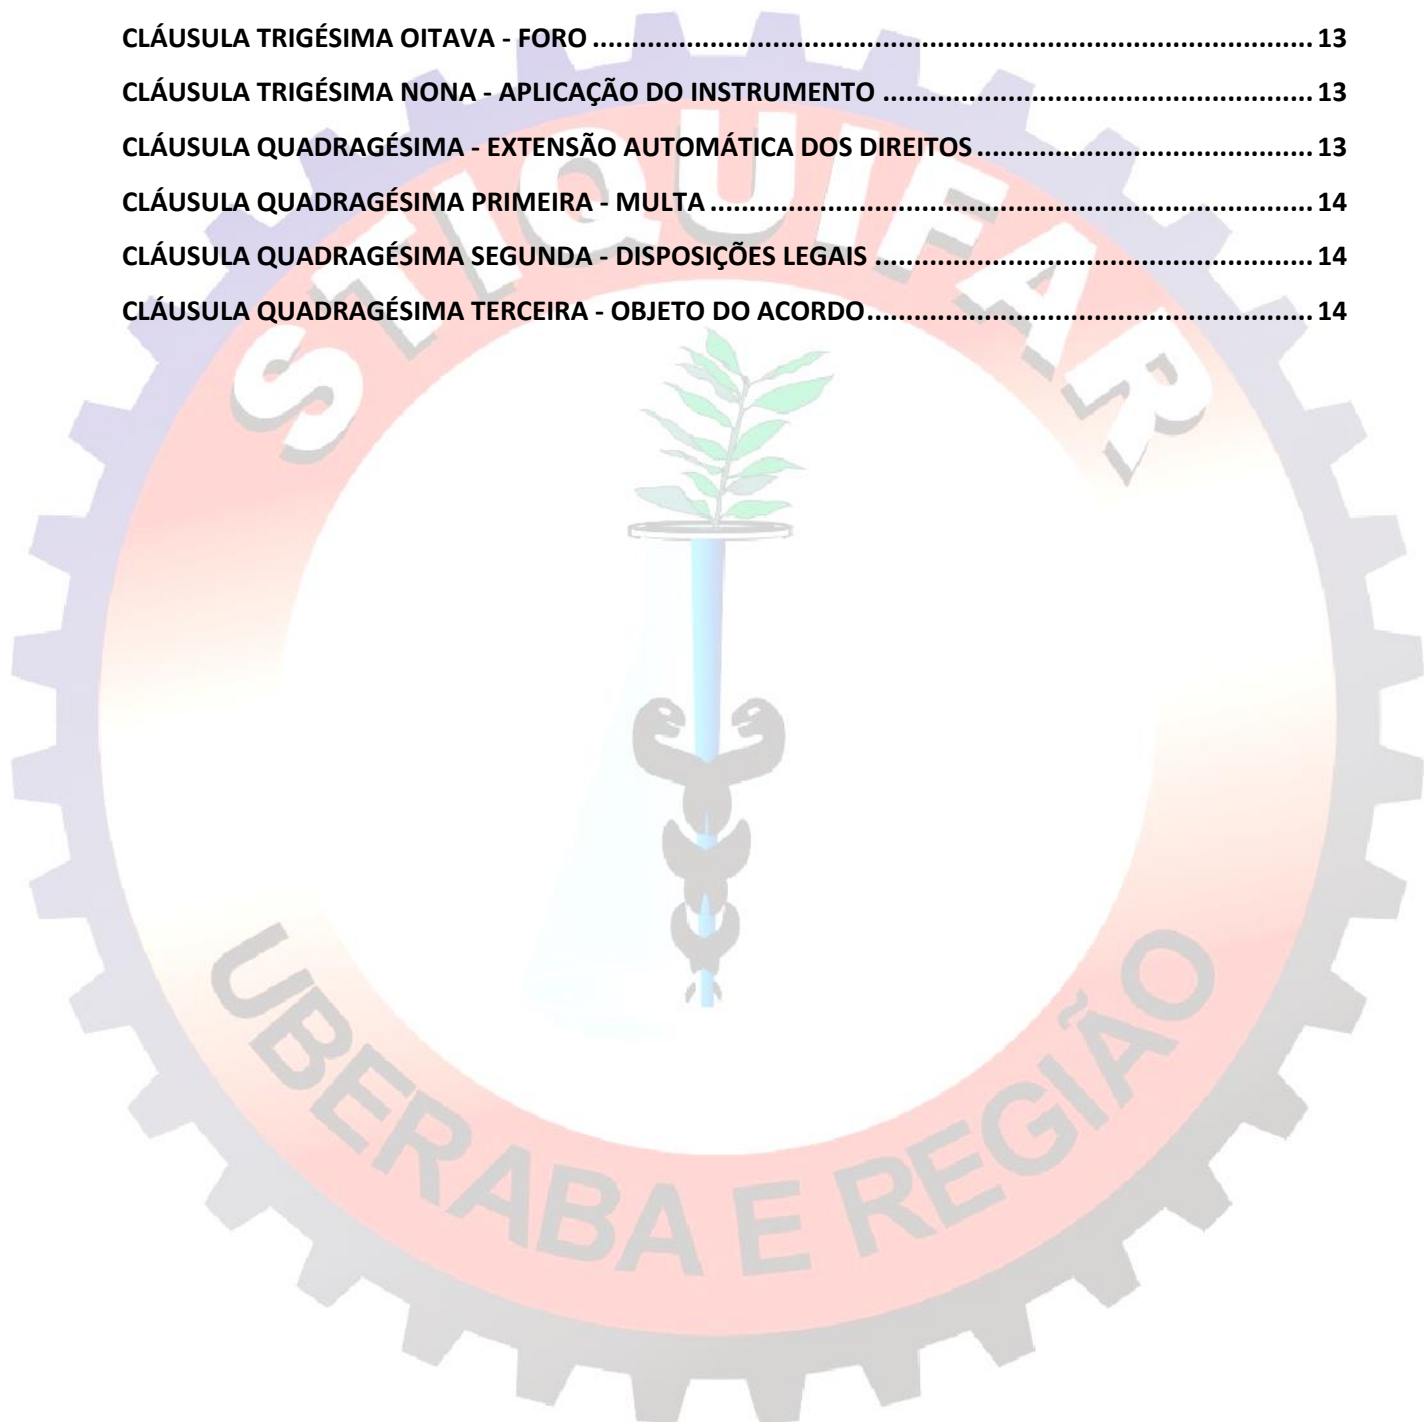 CLÁUSULA TRIGÉSIMA OITAVA - FORO ............................................................................................. 13
CLÁUSULA TRIGÉSIMA NONA - APLICAÇÃO DO INSTRUMENTO ....................................................... 13
CLÁUSULA QUADRAGÉSIMA - EXTENSÃO AUTOMÁTICA DOS DIREITOS ........................................... 13
CLÁUSULA QUADRAGÉSIMA PRIMEIRA - MULTA .............................................................................. 14
CLÁUSULA QUADRAGÉSIMA SEGUNDA - DISPOSIÇÕES LEGAIS ........................................................ 14
CLÁUSULA QUADRAGÉSIMA TERCEIRA - OBJETO DO ACORDO ......................................................... 14
STIQUIFAR
UBERABA E REGIÃO